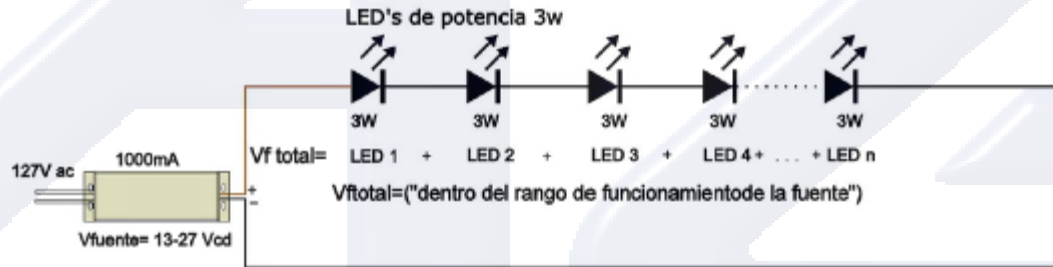 LED's de potencia 3w
3W 3W 3W 3W 3W
Vf total= LED 1 + LED 2 + LED 3 + LED 4+ . . . + LED n
1000mA
127V ac
+
−
Vftotal=("dentro del rango de funcionamientode la fuente")
Vfuente= 13-27 Vcd